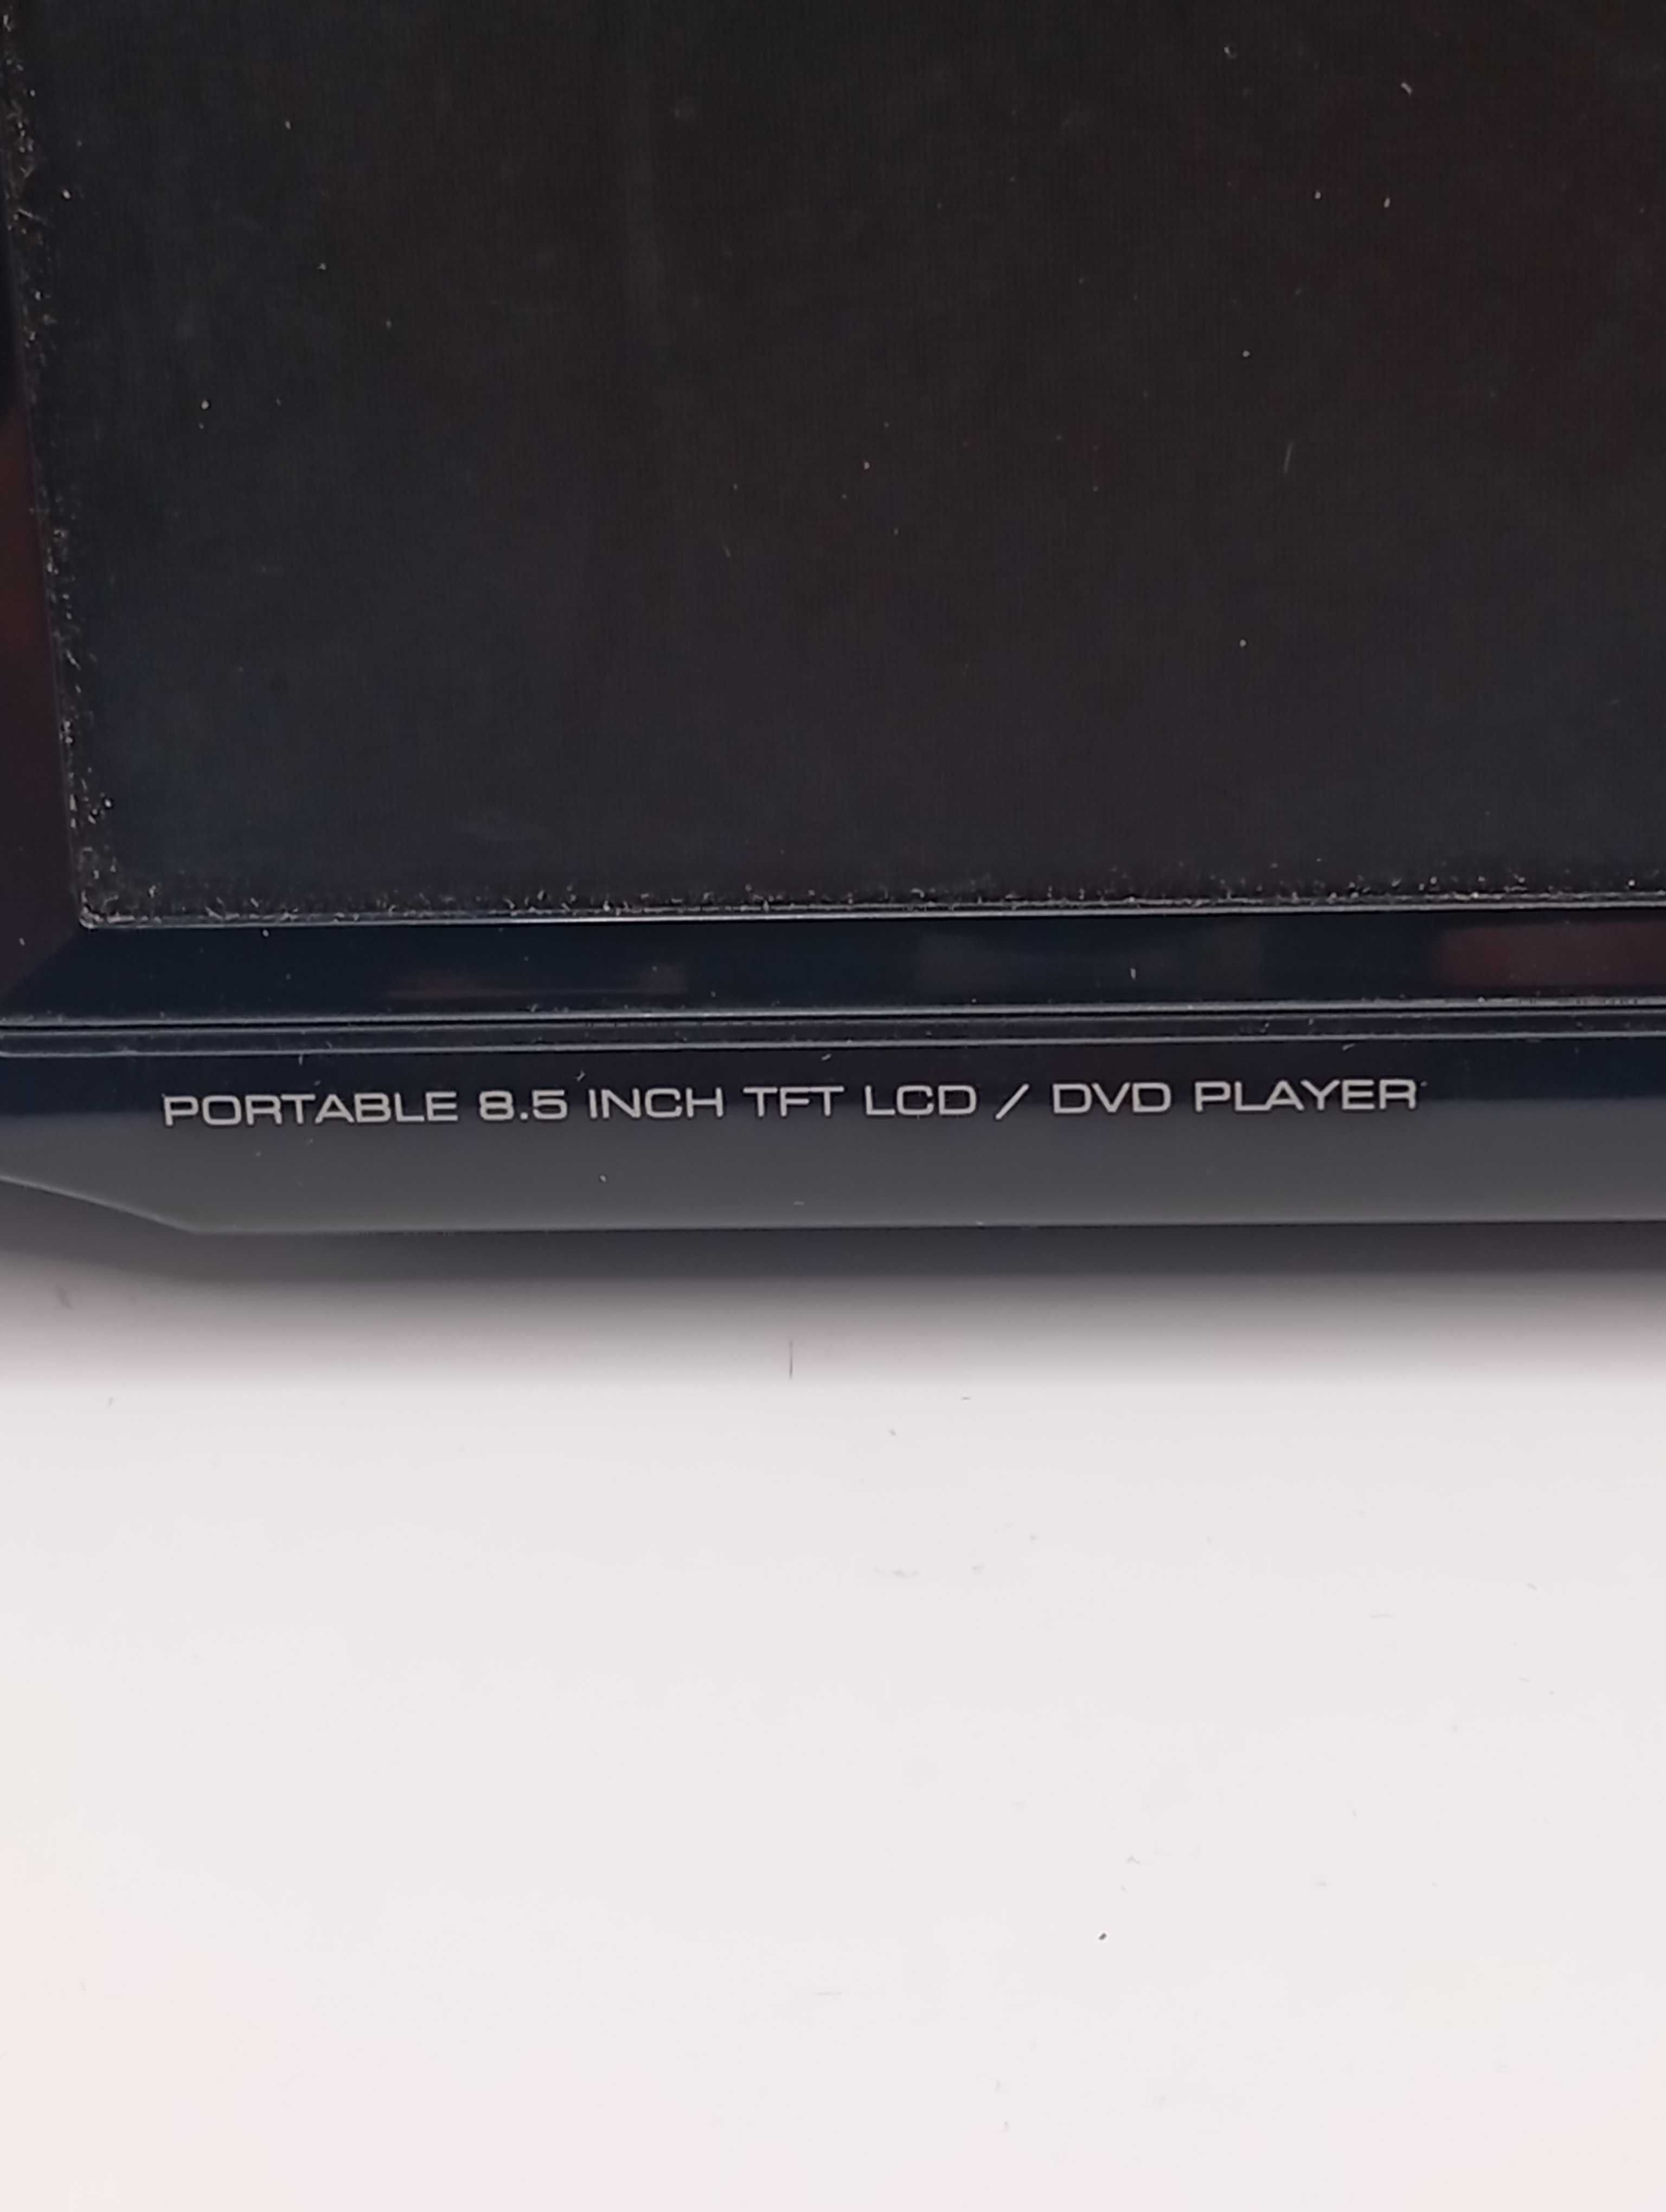 PORTABLE 8.5 INCH TFT LCD / DVD PLAYER